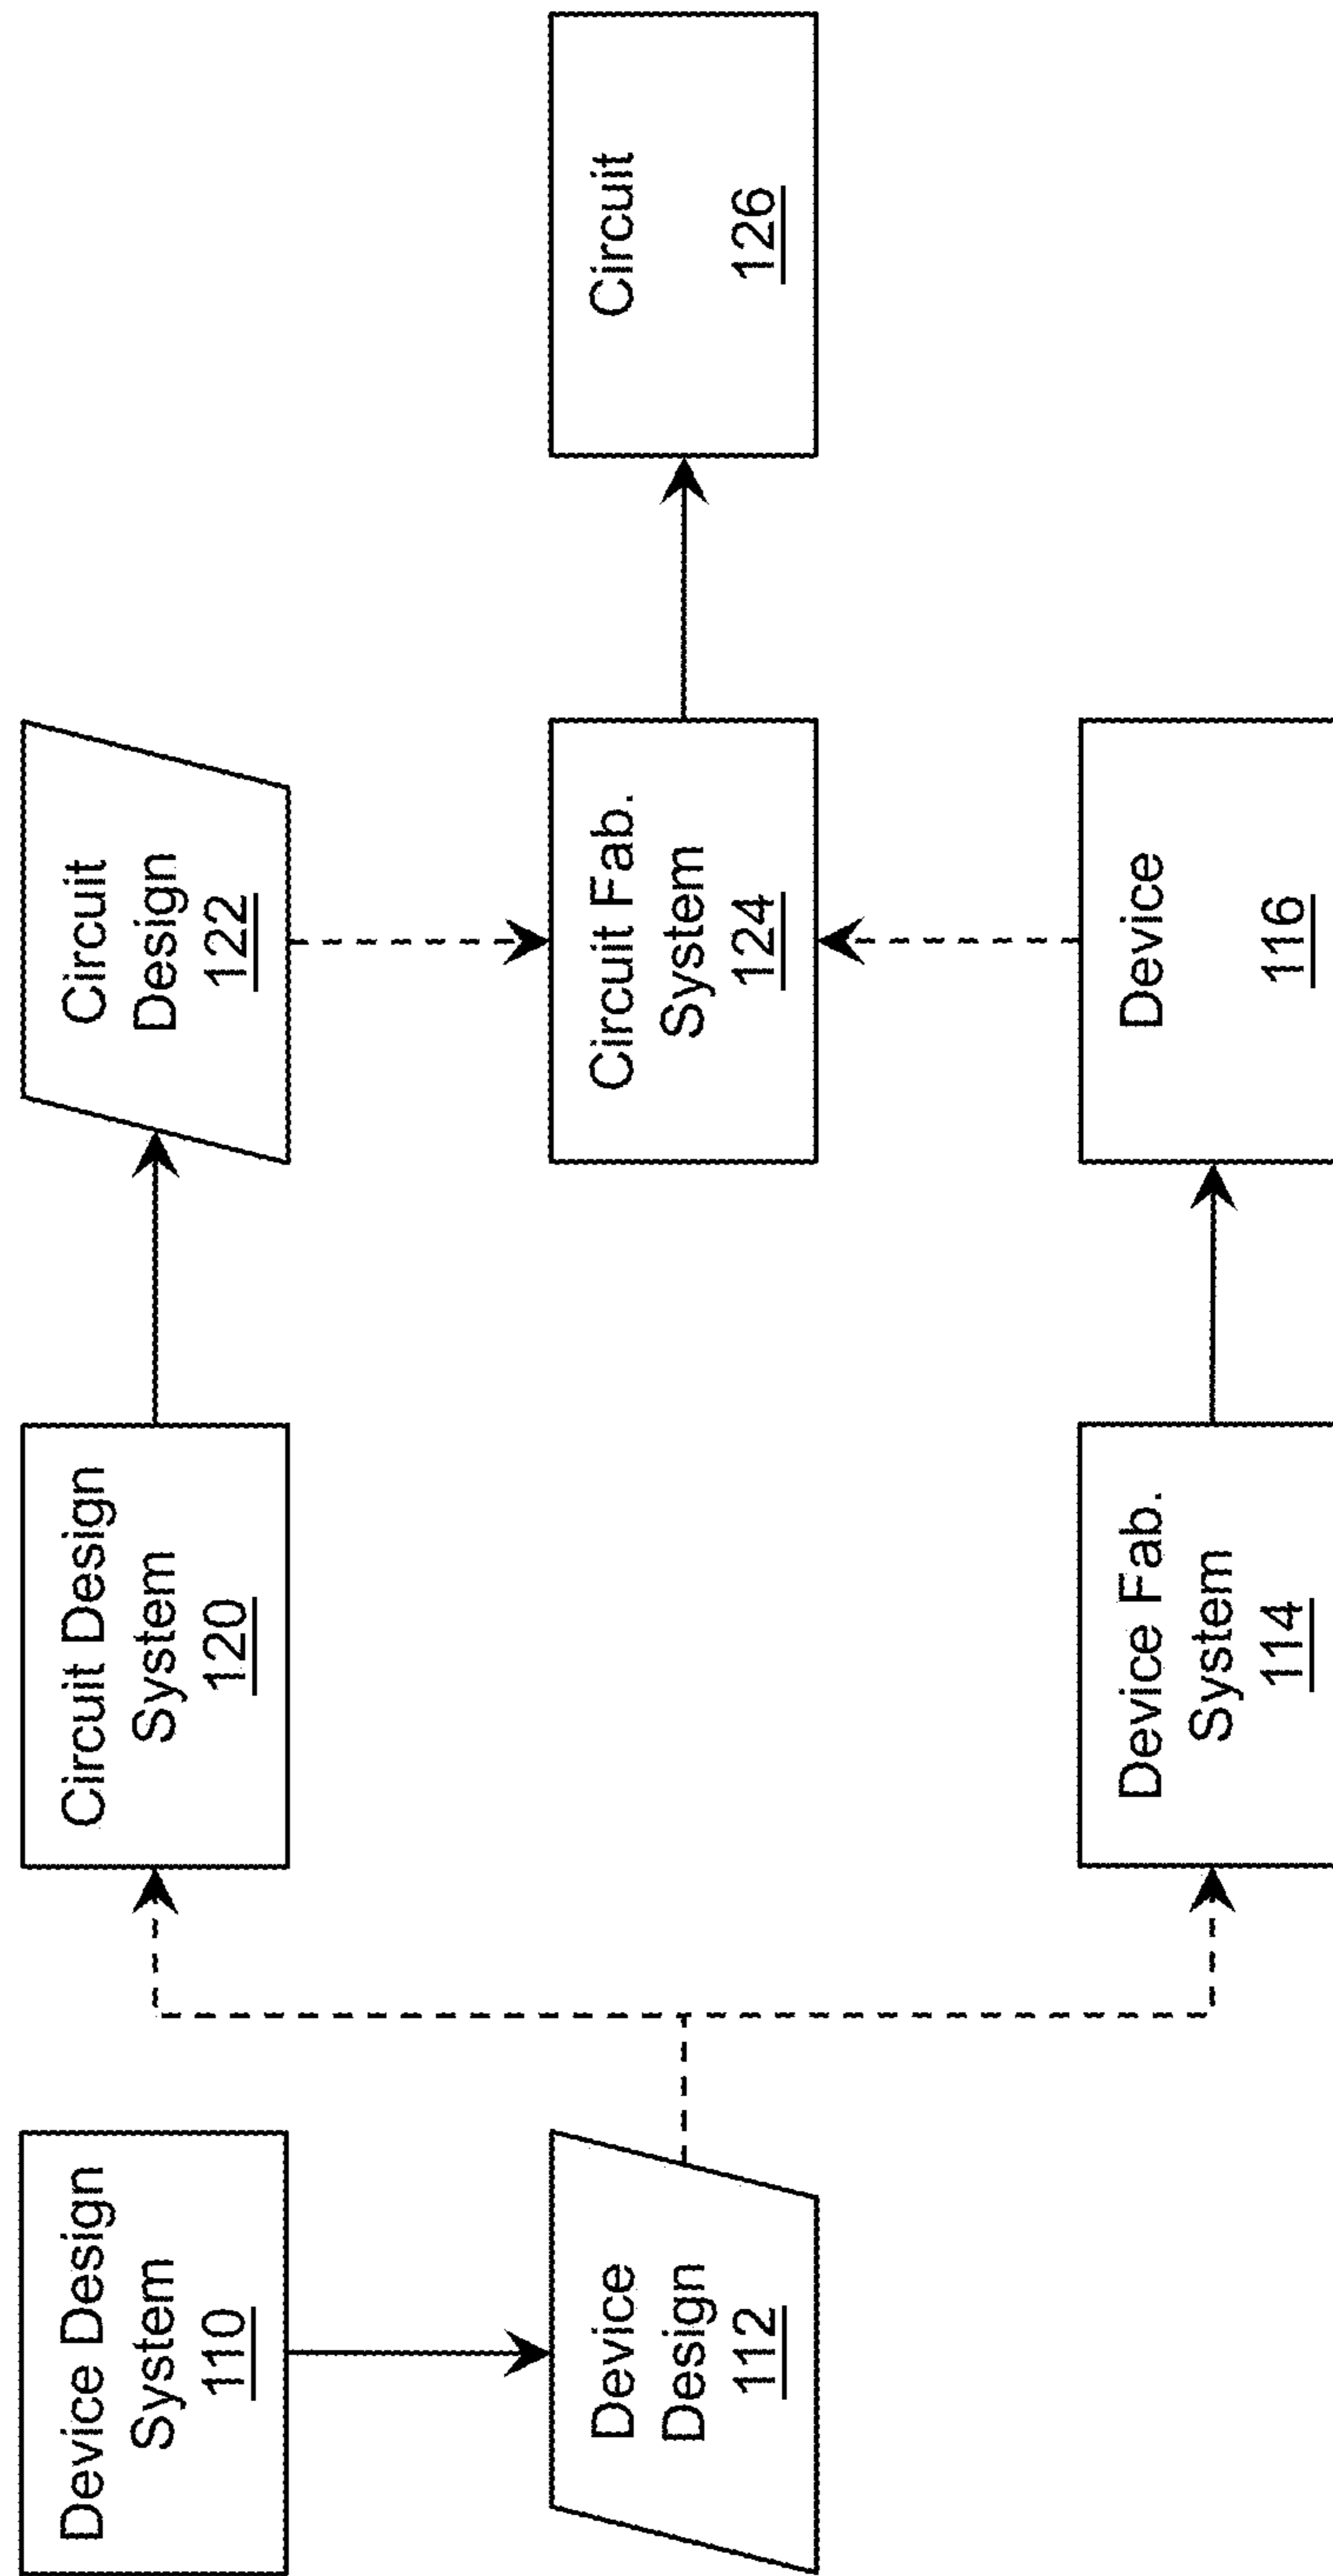 Device Design
System
110
Device
Design
112
Circuit Design
System
120
Device Fab.
System
114
Circuit
Design
122
Circuit Fab.
System
124
Device
116
Circuit
126